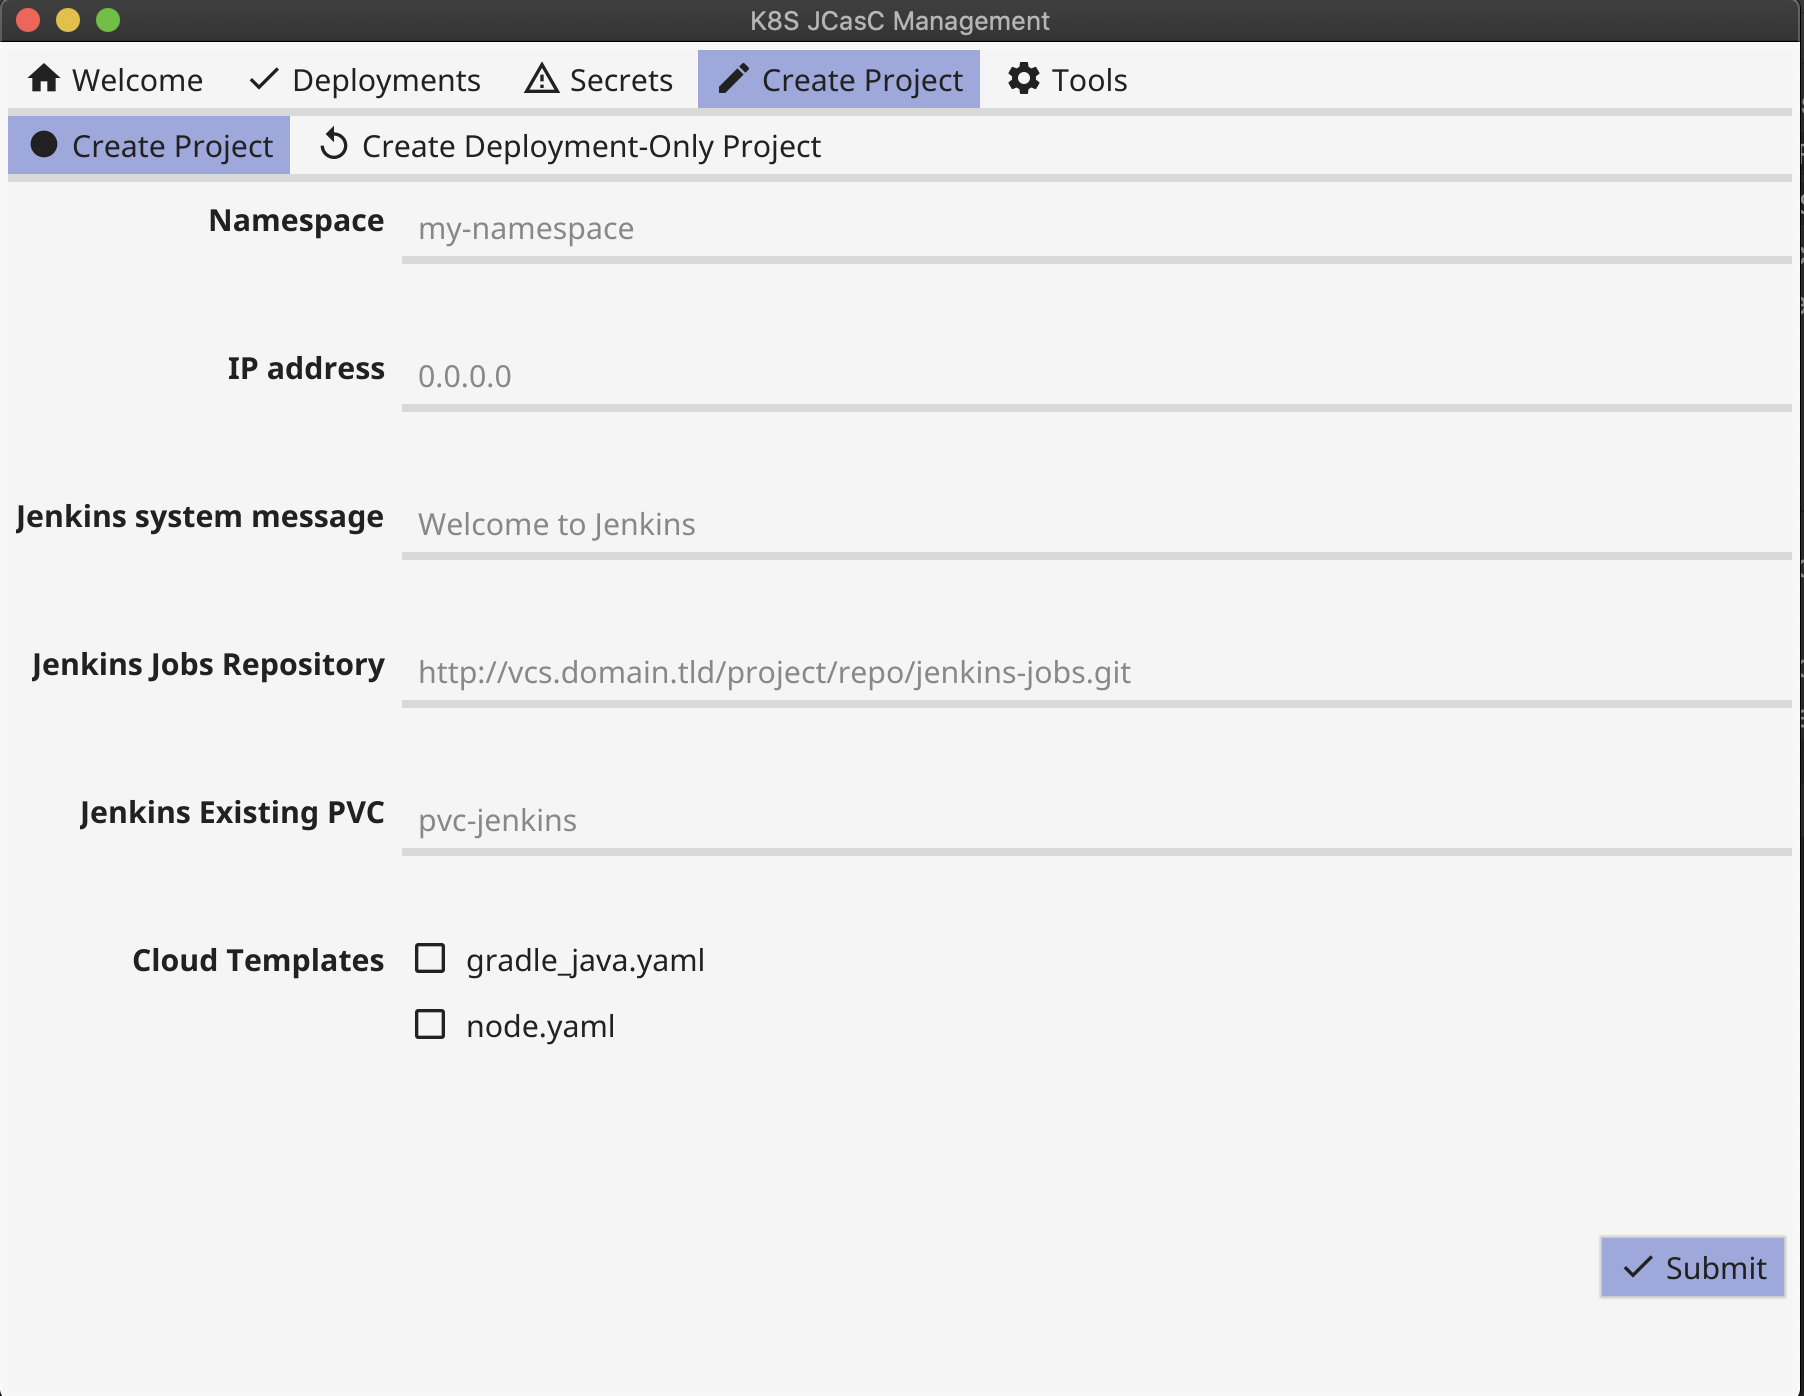 K8S JCasC Management
Welcome Deployments Secrets Create Project Tools
Create Project Create Deployment-Only Project
Namespace my-namespace
IP address 0.0.0.0
Jenkins system message Welcome to Jenkins
Jenkins Jobs Repository http://vcs.domain.tld/project/repo/jenkins-jobs.git
Jenkins Existing PVC pvc-jenkins
Cloud Templates gradle_java.yaml
node.yaml
Submit